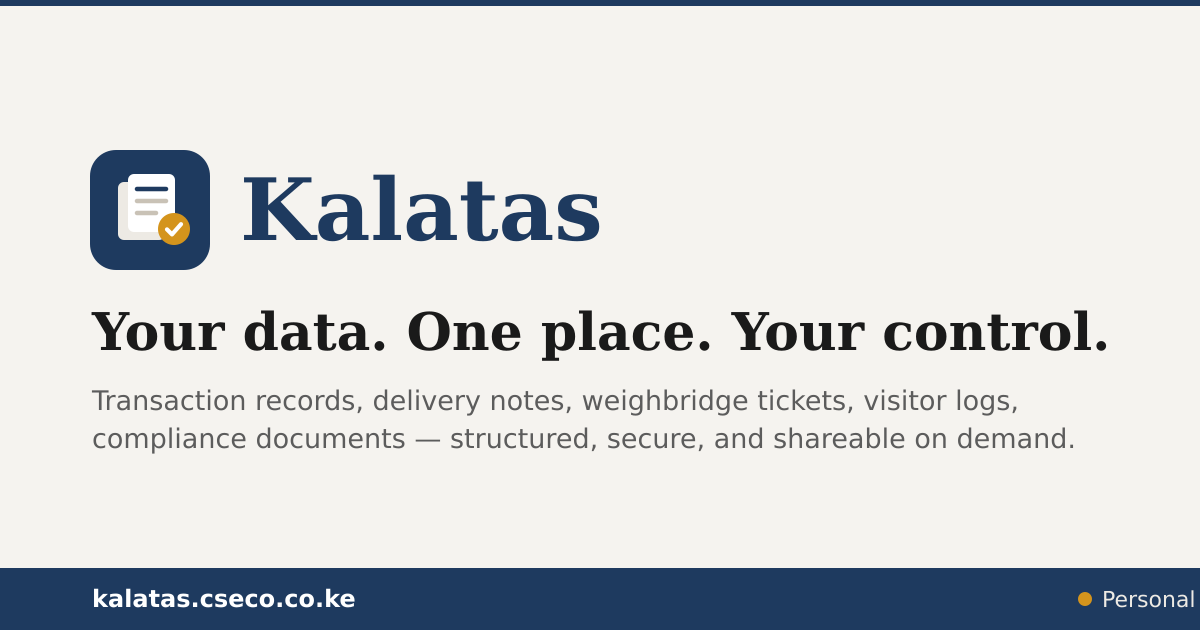 Kalatas
Your data. One place. Your control.
Transaction records, delivery notes, weighbridge tickets, visitor logs,
compliance documents — structured, secure, and shareable on demand.
kalatas.cseco.co.ke
Personal